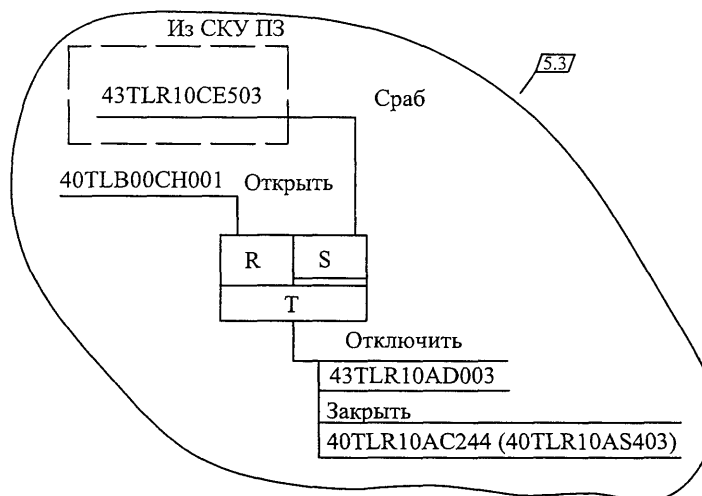 Из СКУ ПЗ
5.3
43TLR10CE503
Сраб
40TLB00CH001 Открыть
R S
T
Отключить
43TLR10AD003
Закрыть
40TLR10AC244 (40TLR10AS403)